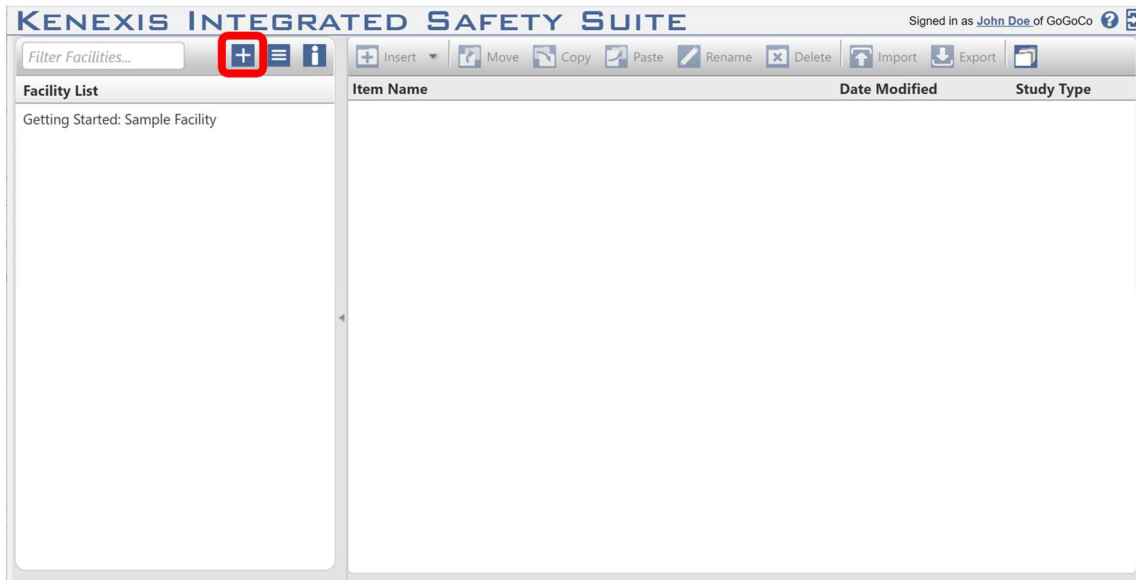 KENEXIS INTEGRATED SAFETY SUITE
Signed in as John Doe of GoGoCo
Filter Facilities...
Insert Move Copy Paste Rename Delete Import Export
Facility List
Item Name Date Modified Study Type
Getting Started: Sample Facility